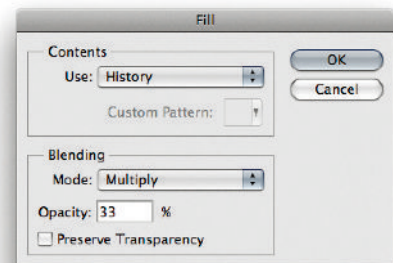 Fill
Contents
Use: History
Custom Pattern:
OK
Cancel
Blending
Mode: Multiply
Opacity: 33 %
Preserve Transparency